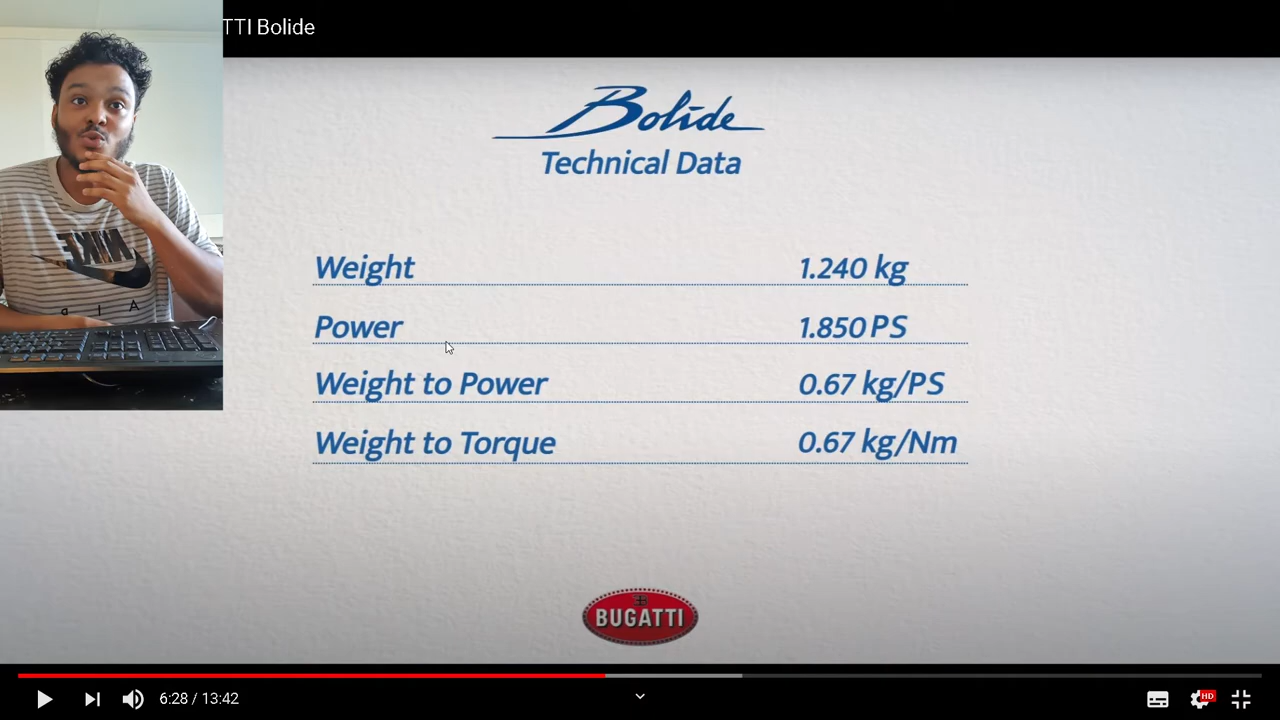 TTI Bolide
Bolide
Technical Data
Weight 1.240 kg
Power 1.850 PS
Weight to Power 0.67 kg/PS
Weight to Torque 0.67 kg/Nm
BUGATTI
6:28 / 13:42
HD